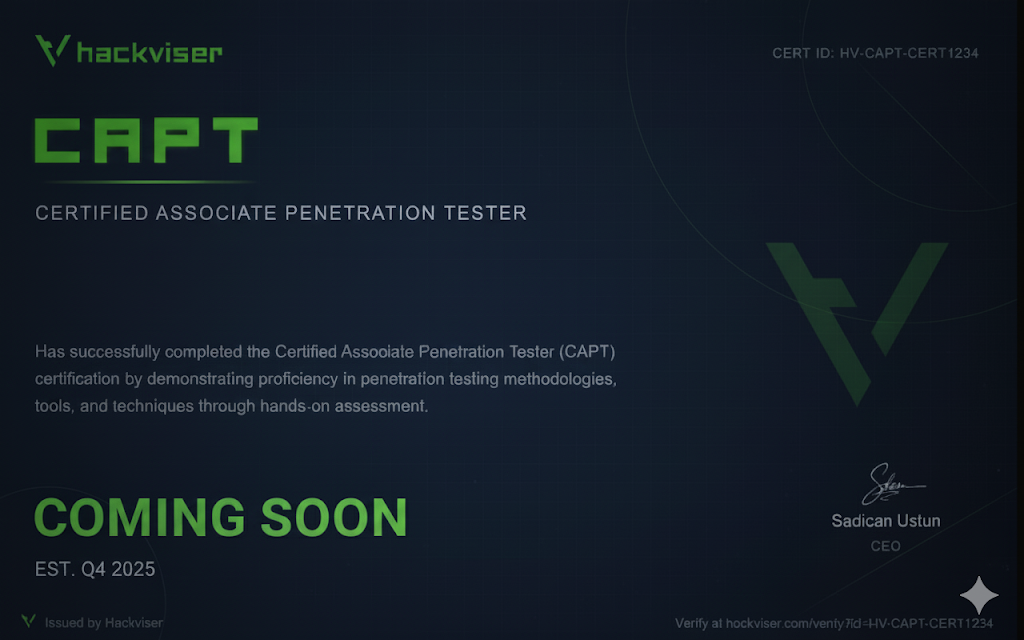 hackviser
CERT ID: HV-CAPT-CERT1234
CAPT
CERTIFIED ASSOCIATE PENETRATION TESTER
Has successfully completed the Certified Assooiate Penetration Tester (CAPT)
certification by demonstrating proficiency in penetration testing methodologies,
tools, and techniques through hands-on assessment.
COMING SOON
EST. Q4 2025
Sadican Ustun
CEO
Issued by Hackviser
Verify at hockviser.com/venty?id=HV-CAPT-CERT1234